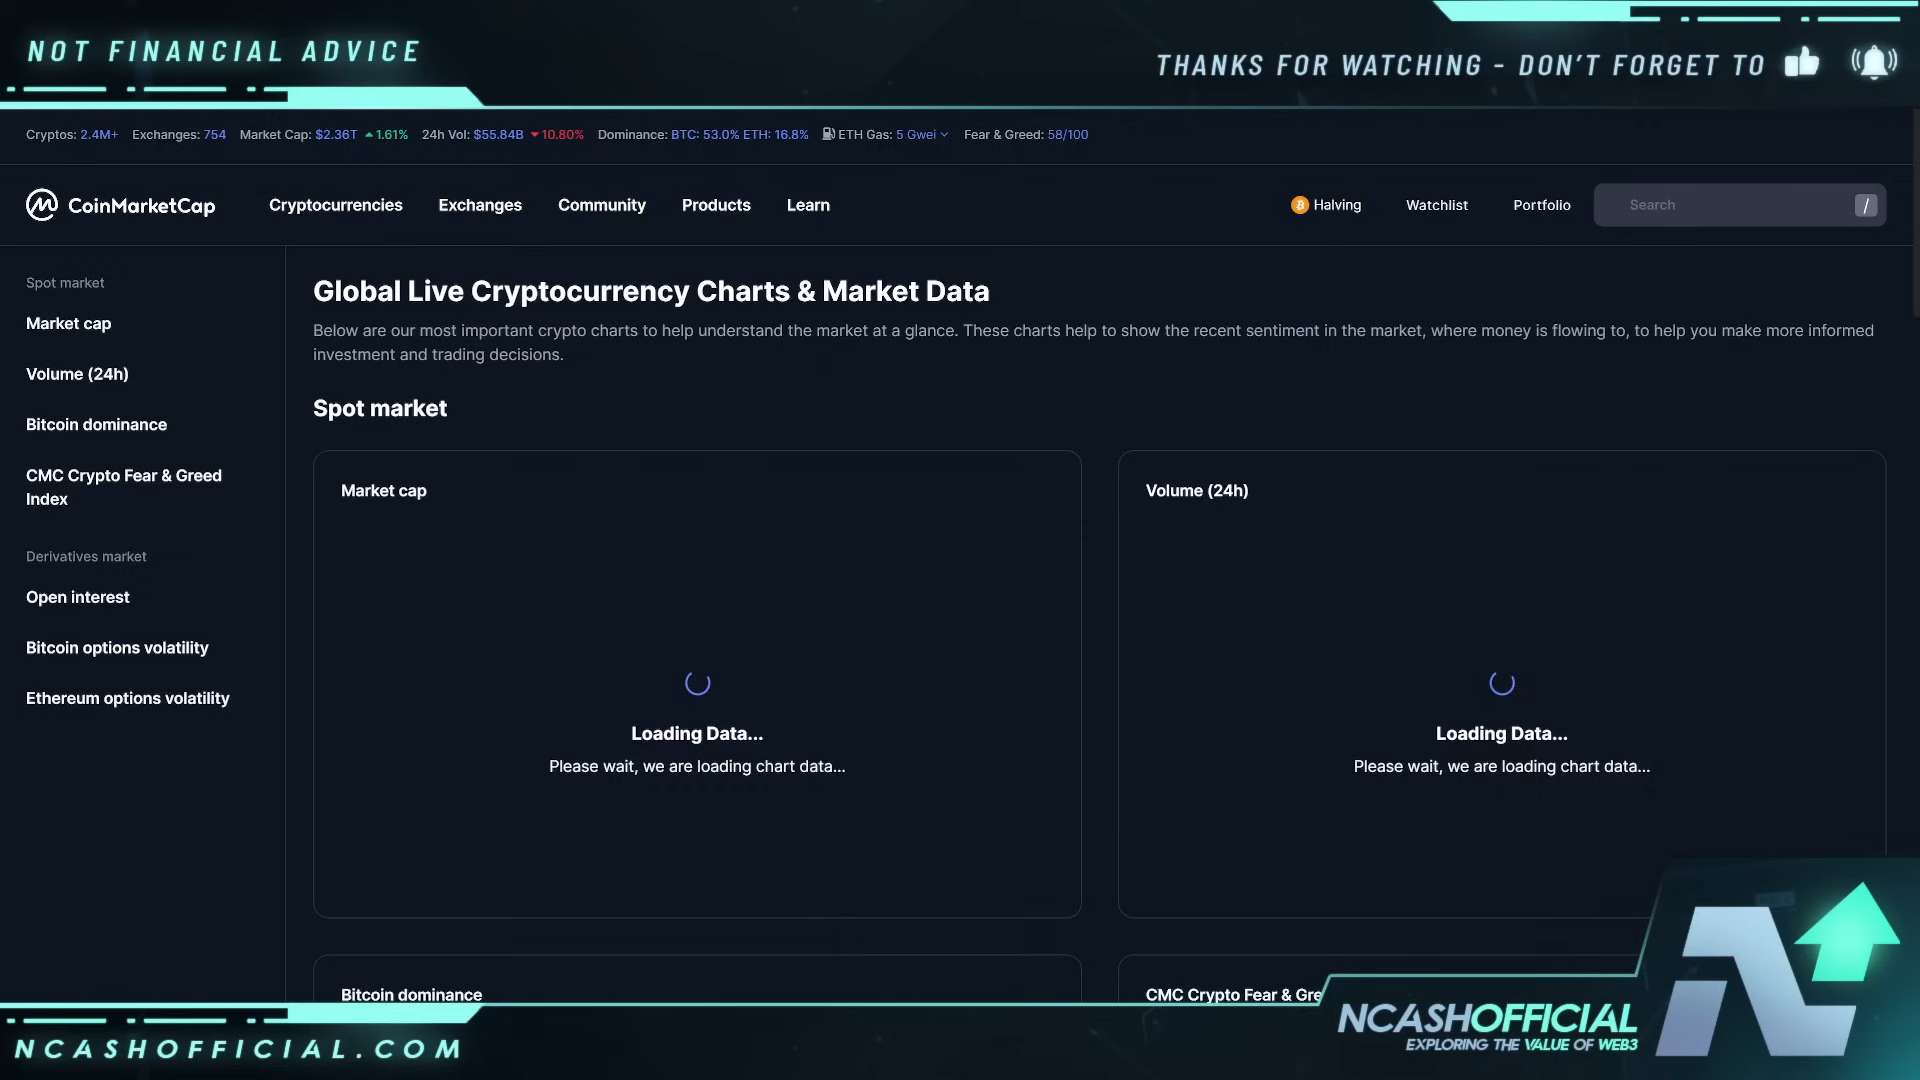 NOT FINANCIAL ADVICE
THANKS FOR WATCHING - DON'T FORGET TO
Cryptos: 2.4M+ Exchanges: 754 Market Cap: $2.36T 1.61% 24h Vol: $55.84B 10.80% Dominance: BTC: 53.0% ETH: 16.8% ETH Gas: 5 Gwei Fear & Greed: 58/100
CoinMarketCap Cryptocurrencies Exchanges Community Products Learn Halving Watchlist Portfolio Search /
Spot market
Market cap
Volume (24h)
Bitcoin dominance
CMC Crypto Fear & Greed
Index
Derivatives market
Open interest
Bitcoin options volatility
Ethereum options volatility
Global Live Cryptocurrency Charts & Market Data
Below are our most important crypto charts to help understand the market at a glance. These charts help to show the recent sentiment in the market, where money is flowing to, to help you make more informed
investment and trading decisions.
Spot market
Market cap
Loading Data...
Please wait, we are loading chart data...
Volume (24h)
Loading Data...
Please wait, we are loading chart data...
Bitcoin dominance
CMC Crypto Fear & Gre
NCASHOFFICIAL.COM
NCASHOFFICIAL
EXPLORING THE VALUE OF WEB3